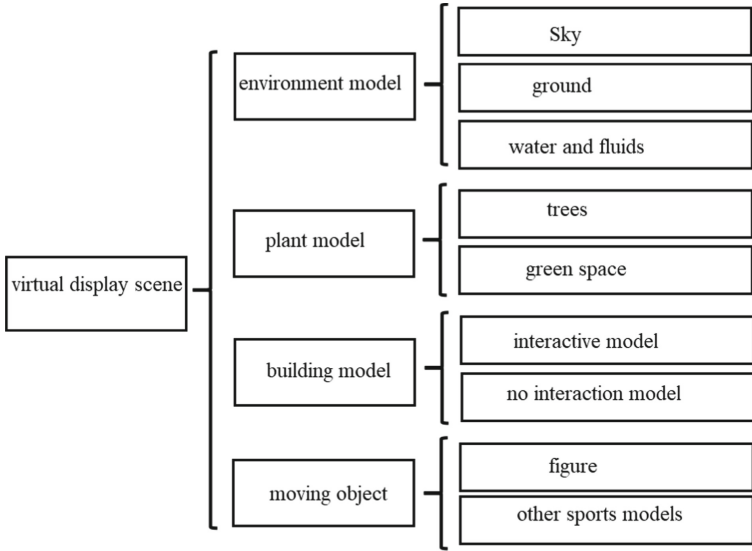 virtual display scene
environment model
Sky
ground
water and fluids
plant model
trees
green space
building model
interactive model
no interaction model
moving object
figure
other sports models